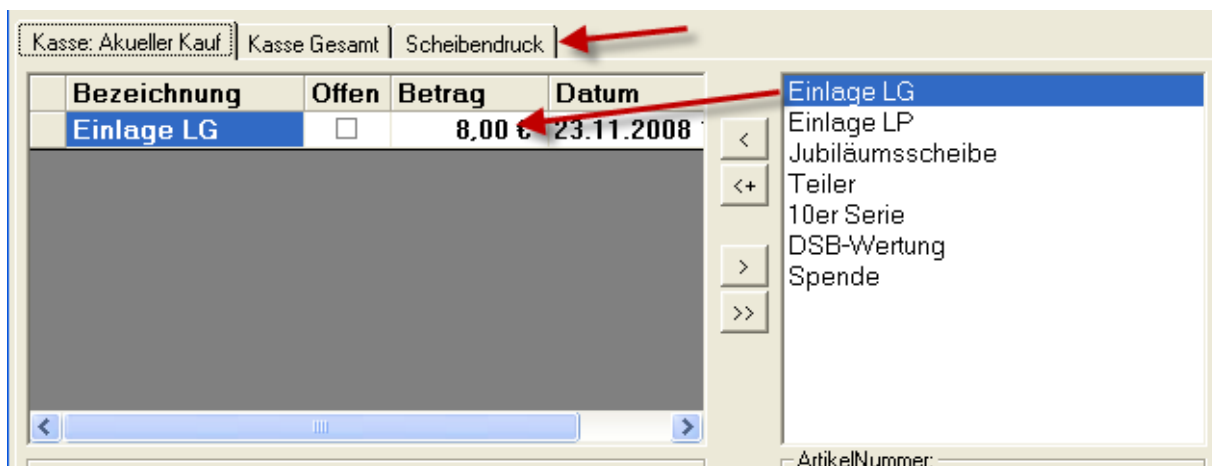 Kasse: Akueller Kauf Kasse Gesamt Scheibendruck
Bezeichnung Offen Betrag Datum
Einlage LG 8,00 € 23.11.2008
<
<+
>
>>
Einlage LG
Einlage LP
Jubiläumsscheibe
Teiler
10er Serie
DSB-Wertung
Spende
ArtikelNummer: